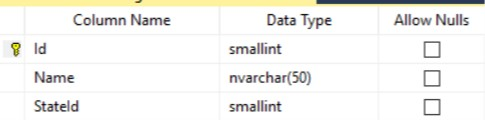 Column Name Data Type Allow Nulls
Id smallint
Name nvarchar(50)
StateId smallint